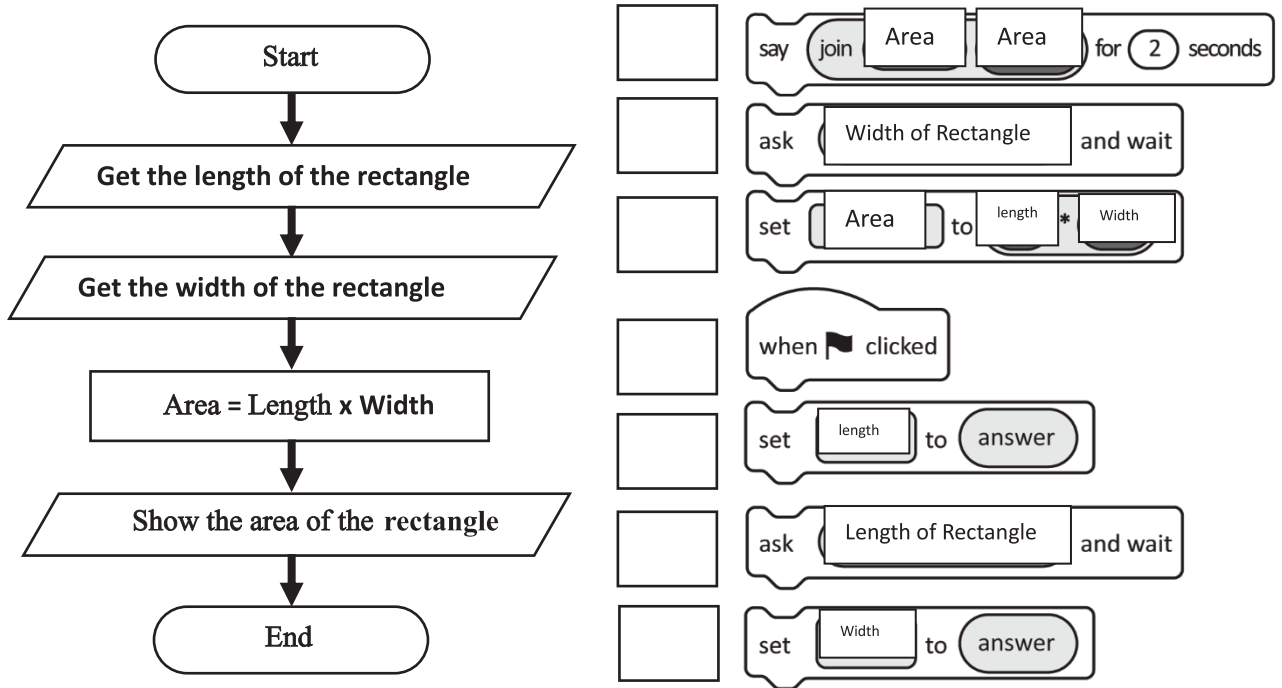 Start
Get the length of the rectangle
Get the width of the rectangle
Area = Length x Width
Show the area of the rectangle
End
say join Area Area for 2 seconds
ask Width of Rectangle and wait
set Area to length * Width
when clicked
set length to answer
ask Length of Rectangle and wait
set Width to answer